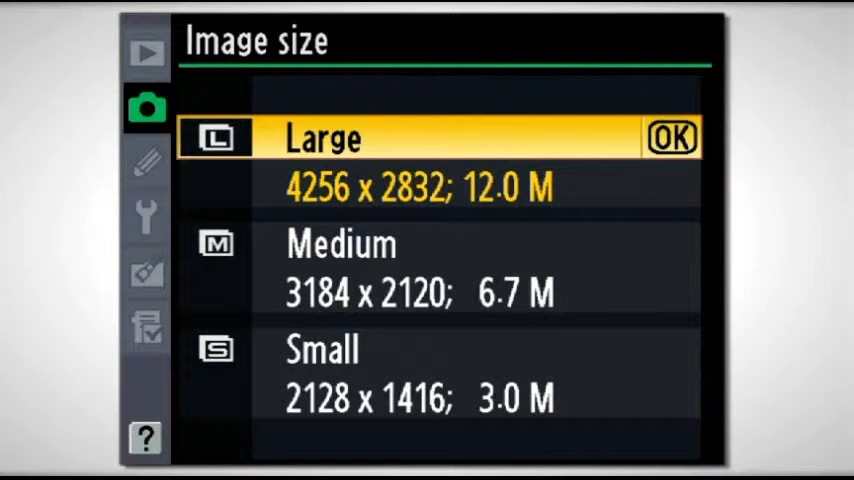 Image size
L Large OK
4256 x 2832; 12.0 M
M Medium
3184 x 2120; 6.7 M
S Small
2128 x 1416; 3.0 M
?